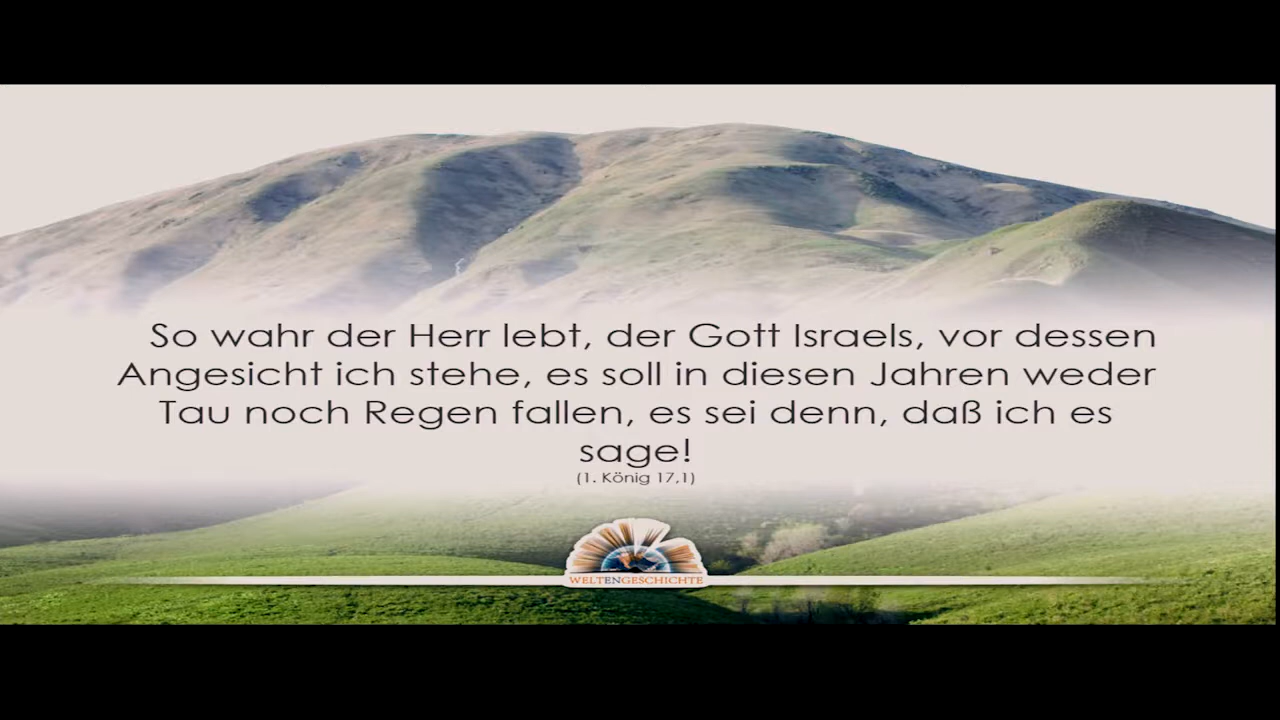 So wahr der Herr lebt, der Gott Israels, vor dessen
Angesicht ich stehe, es soll in diesen Jahren weder
Tau noch Regen fallen, es sei denn, daß ich es
sage!
(1. König 17,1)
WELTENGESCHICHTE